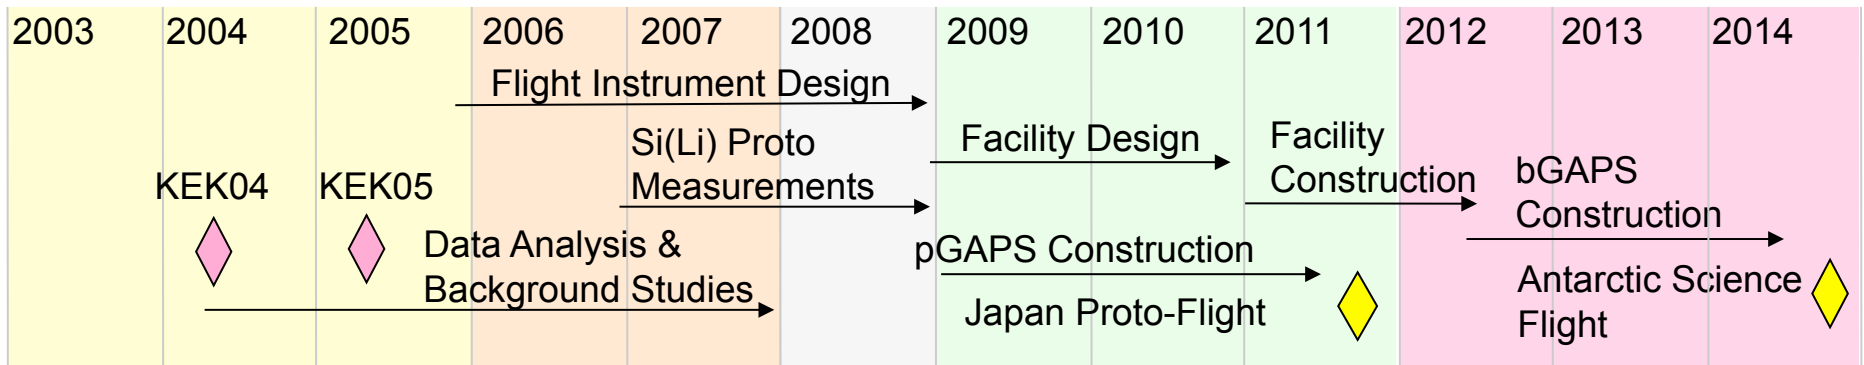 2003 2004 2005 2006 2007 2008 2009 2010 2011 2012 2013 2014
Flight Instrument Design
Si(Li) Proto
Measurements
Facility Design
Facility
Construction
KEK04
KEK05
bGAPS
Construction
Data Analysis &
Background Studies
pGAPS Construction
Japan Proto-Flight
Antarctic Science
Flight